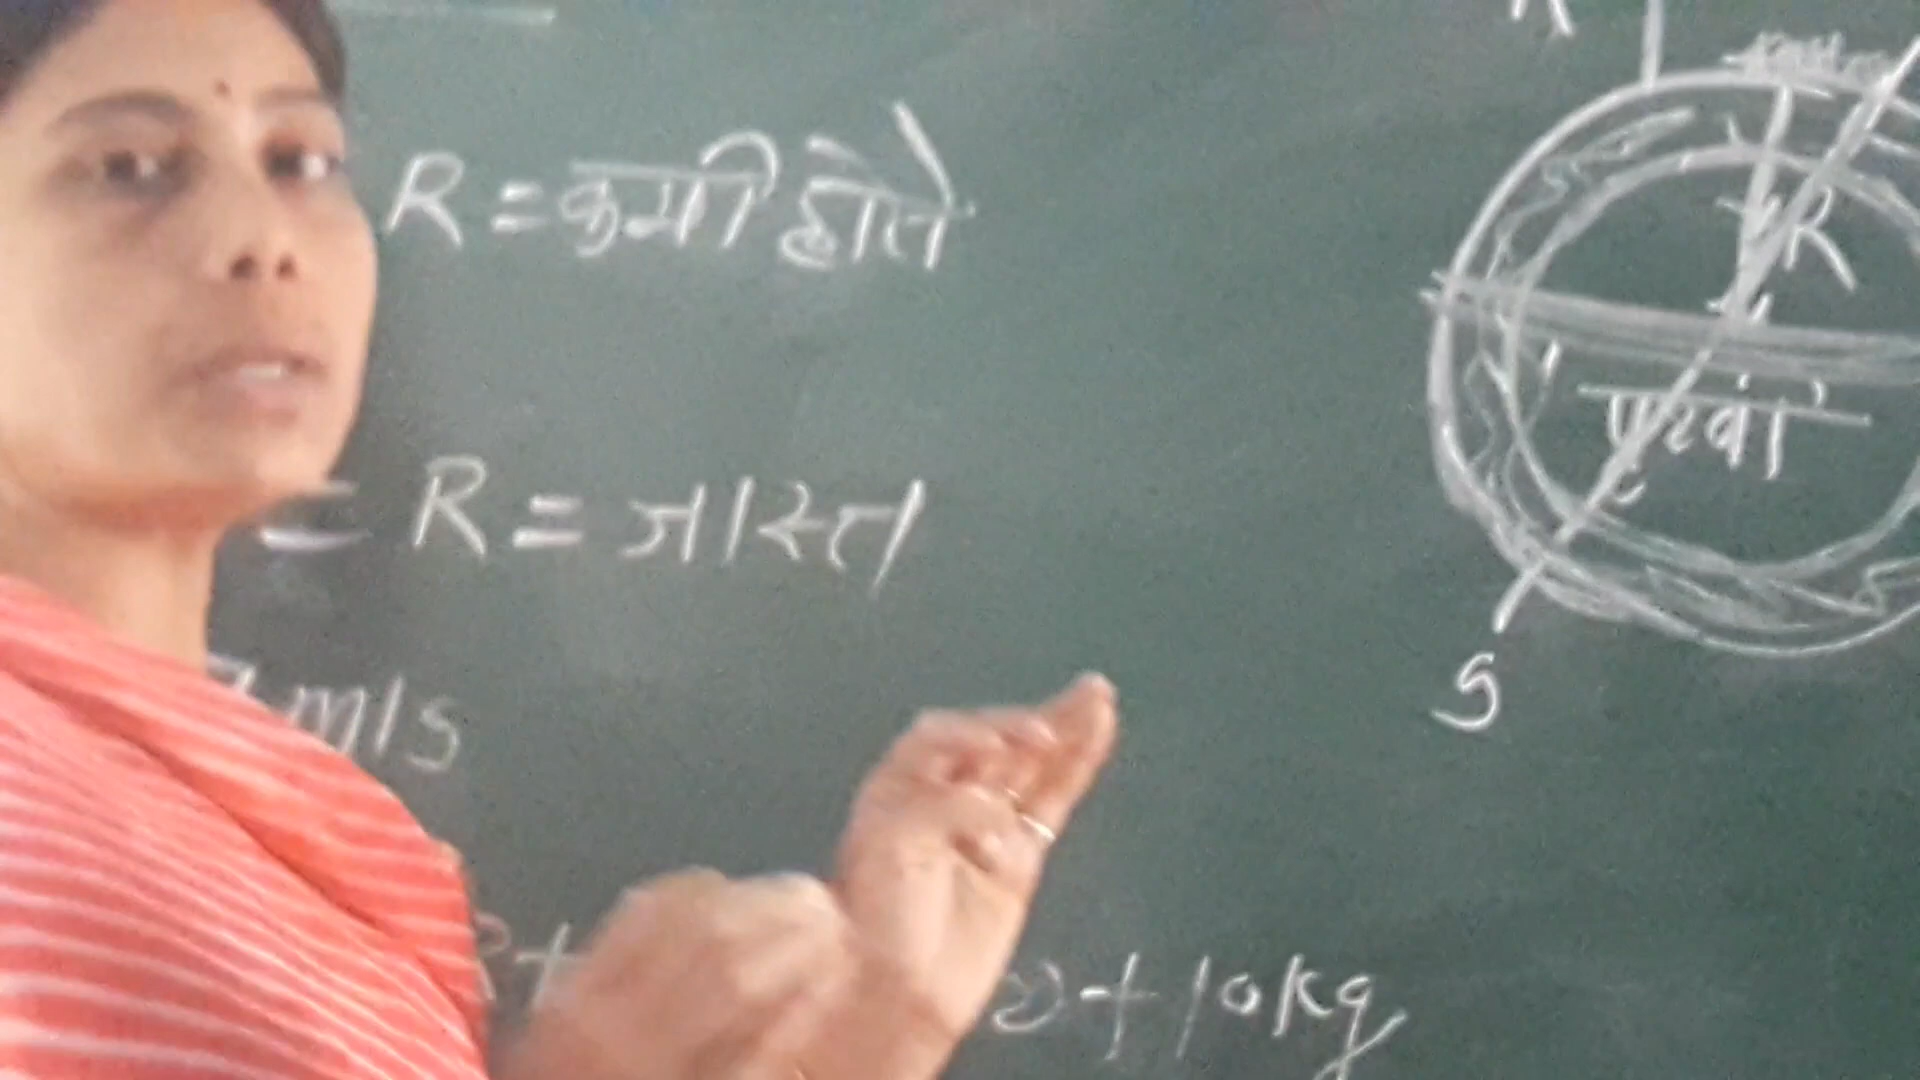 R = कमी होते
= R = जास्त
m/s
+ 10kg
R
R
S